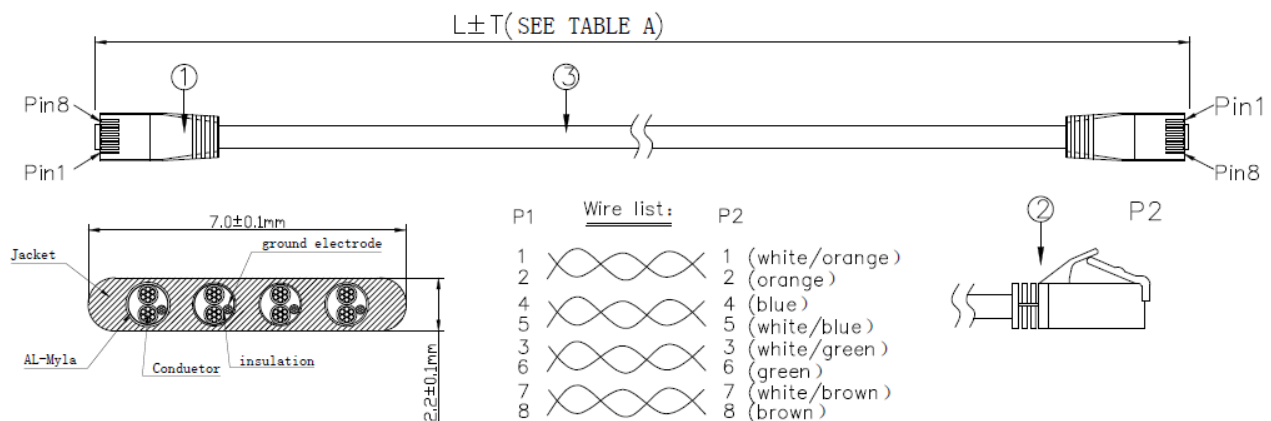 L±T(SEE TABLE A)
① ③
Pin8 Pin1
Pin1 Pin8
7.0±0.1mm
Jacket
ground electrode
AL-Myla
Conduetor
insulation
2.2±0.1mm
P1 Wire list: P2
1 1 (white/orange)
2 2 (orange)
4 4 (blue)
5 5 (white/blue)
3 3 (white/green)
6 6 (green)
7 7 (white/brown)
8 8 (brown)
② P2